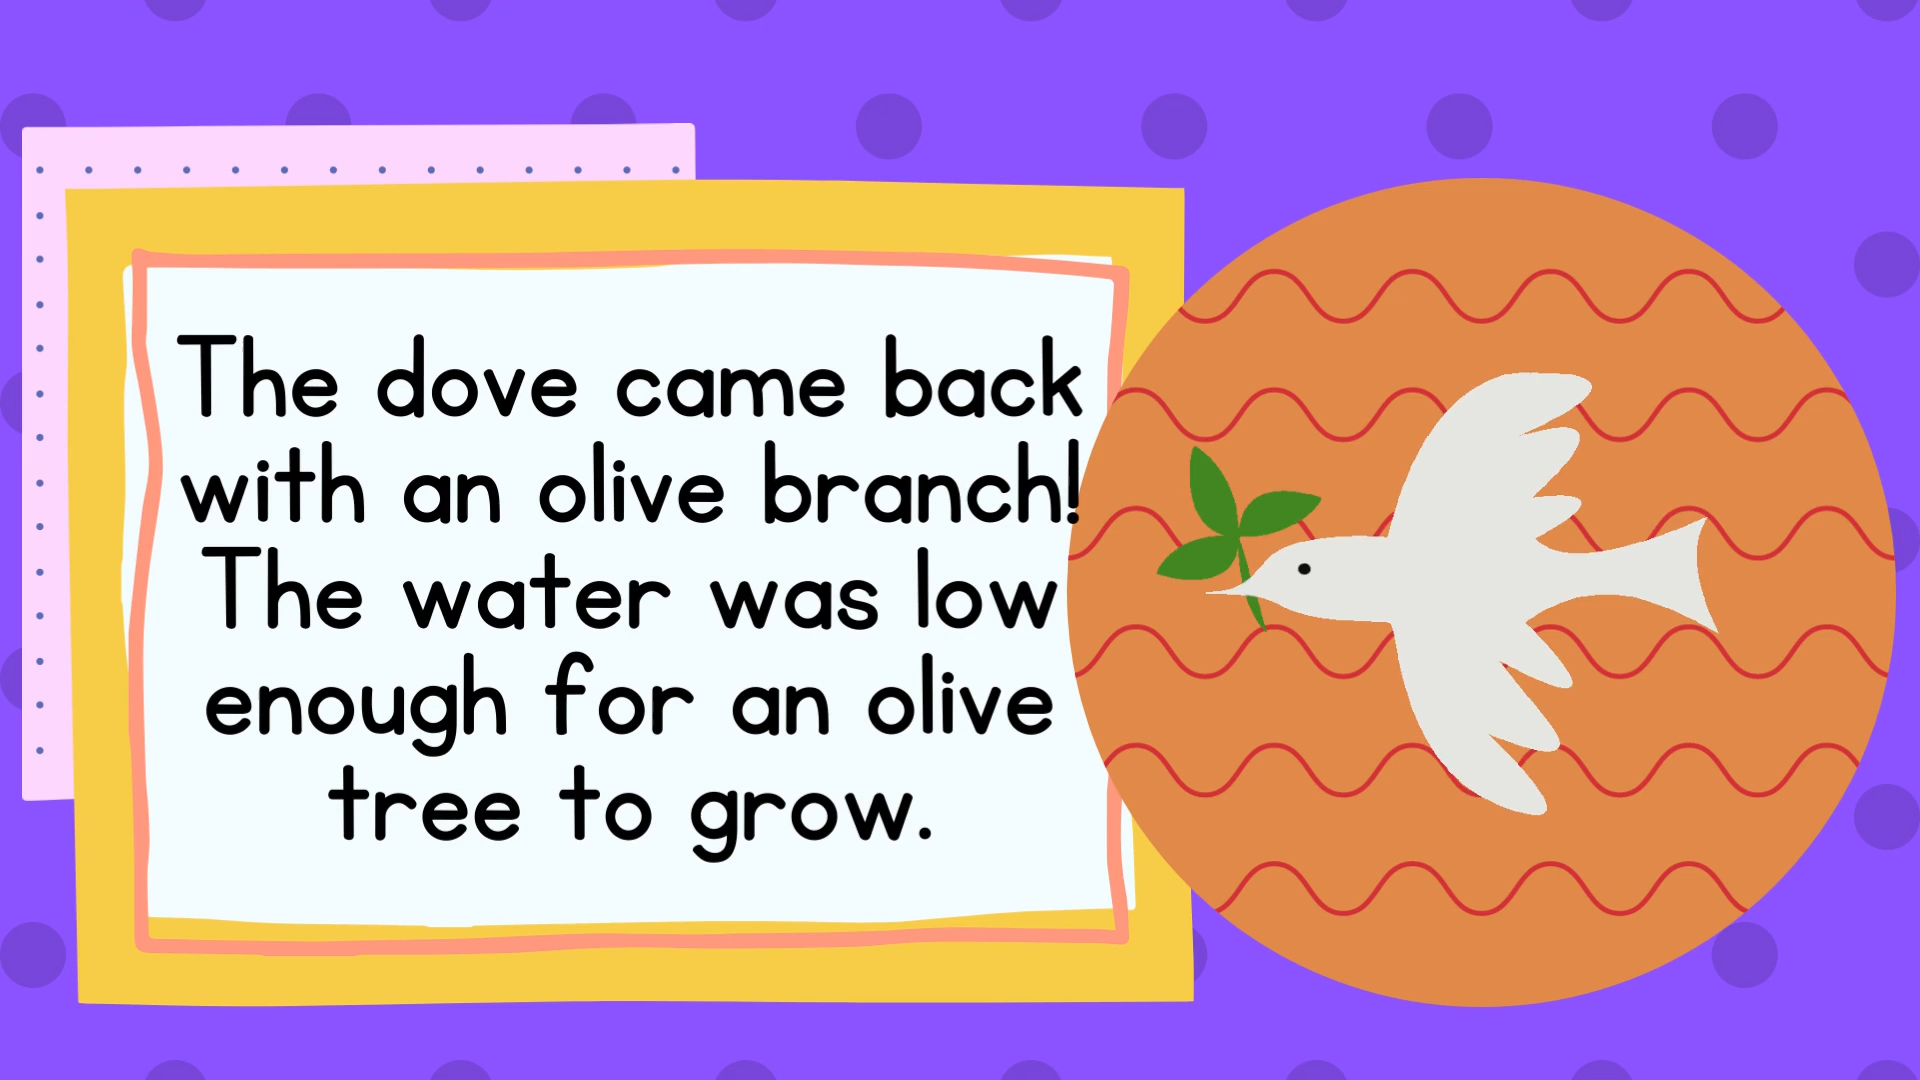 The dove came back
with an olive branch!
The water was low
enough for an olive
tree to grow.